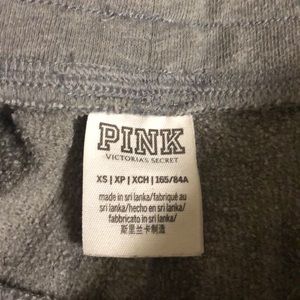 PINK
VICTORIA'S SECRET
XS | XP | XCH | 165/84A
made in sri lanka/fabriqué au
sri lanka/hecho en sri lanka/
fabbricato in sri lanka/
斯里兰卡制造